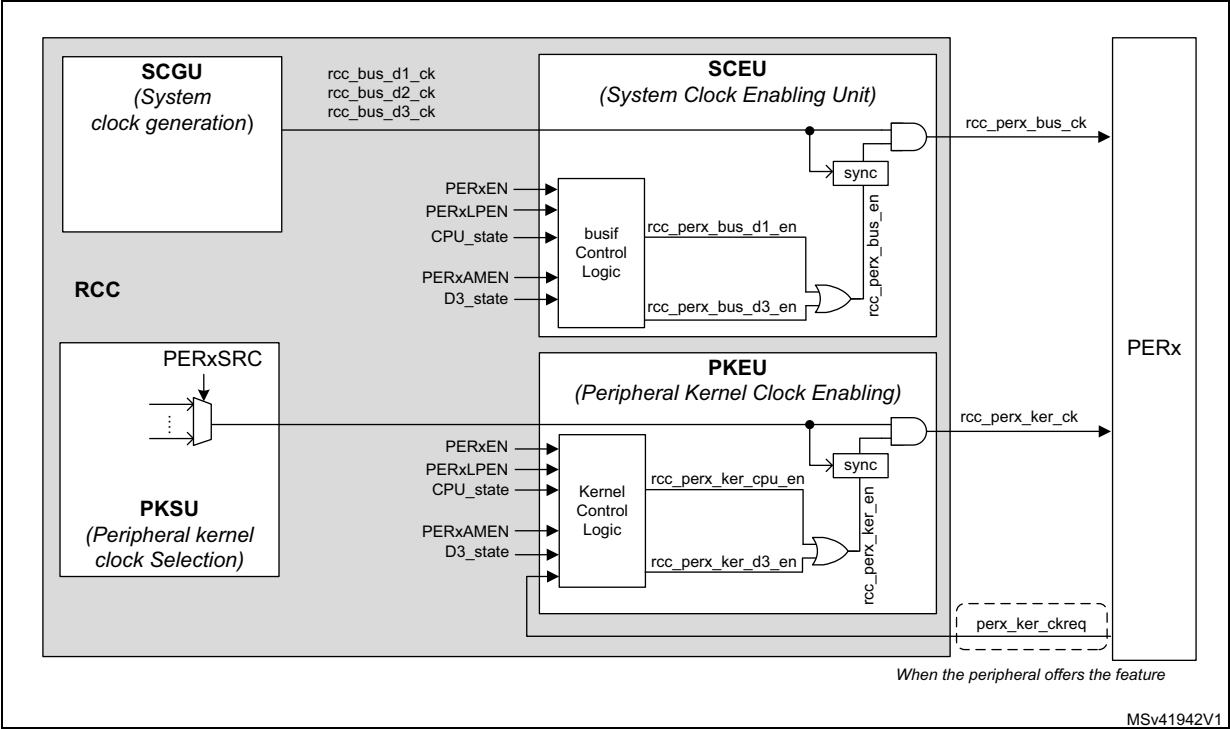 SCGU
(System
clock generation)
rcc_bus_d1_ck
rcc_bus_d2_ck
rcc_bus_d3_ck
SCEU
(System Clock Enabling Unit)
rcc_perx_bus_ck
sync
PERxEN
PERxLPEN
CPU_state
PERxAMEN
D3_state
busif
Control
Logic
rcc_perx_bus_d1_en
rcc_perx_bus_d3_en
rcc_perx_bus_en
RCC
PERx
PERxSRC
PKSU
(Peripheral kernel
clock Selection)
PKEU
(Peripheral Kernel Clock Enabling)
rcc_perx_ker_ck
sync
PERxEN
PERxLPEN
CPU_state
PERxAMEN
D3_state
Kernel
Control
Logic
rcc_perx_ker_cpu_en
rcc_perx_ker_d3_en
rcc_perx_ker_en
perx_ker_ckreq
When the peripheral offers the feature
MSv41942V1